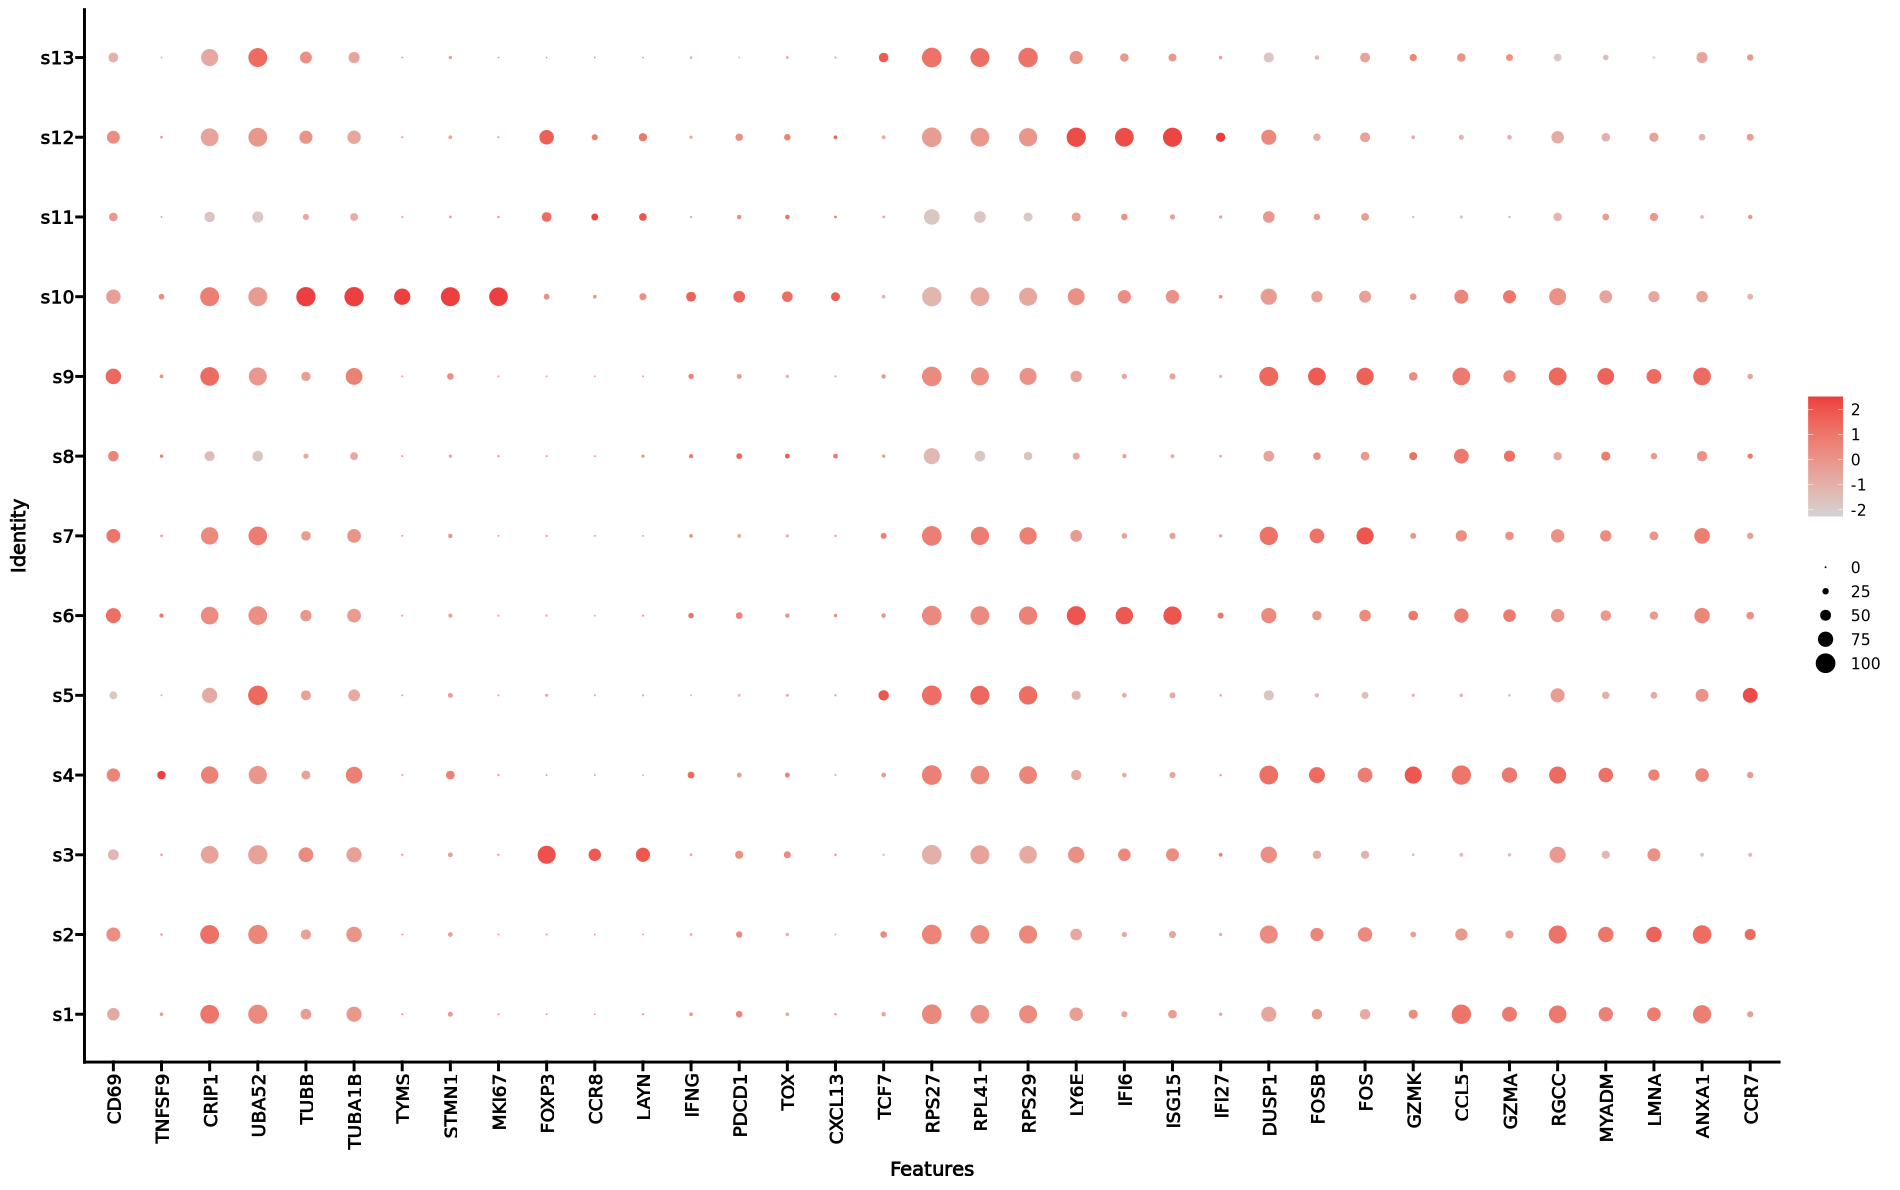 s13
s12
s11
s10
s9
s8
s7
s6
s5
s4
s3
s2
s1
Identity
CD69
TNFSF9
CRIP1
UBA52
TUBB
TUBA1B
TYMS
STMN1
MKI67
FOXP3
CCR8
LAYN
IFNG
PDCD1
TOX
CXCL13
TCF7
RPS27
RPL41
RPS29
LY6E
IFI6
ISG15
IFI27
DUSP1
FOSB
FOS
GZMK
CCL5
GZMA
RGCC
MYADM
LMNA
ANXA1
CCR7
Features
2
1
0
-1
-2
0
25
50
75
100